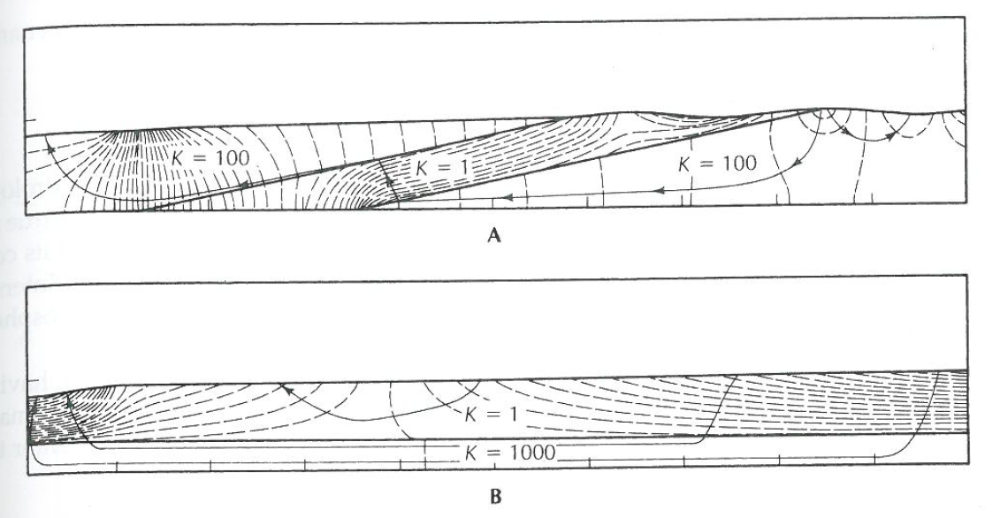 K = 100
K = 1
K = 100
A
K = 1
K = 1000
B